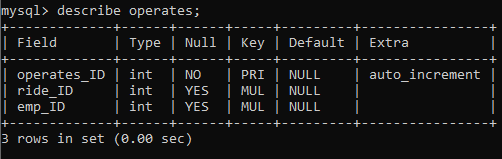 mysql> describe operates;
+-------------+------+------+-----+---------+----------------+
| Field       | Type | Null | Key | Default | Extra          |
+-------------+------+------+-----+---------+----------------+
| operates_ID | int  | NO   | PRI | NULL    | auto_increment |
| ride_ID     | int  | YES  | MUL | NULL    |                |
| emp_ID      | int  | YES  | MUL | NULL    |                |
+-------------+------+------+-----+---------+----------------+
3 rows in set (0.00 sec)